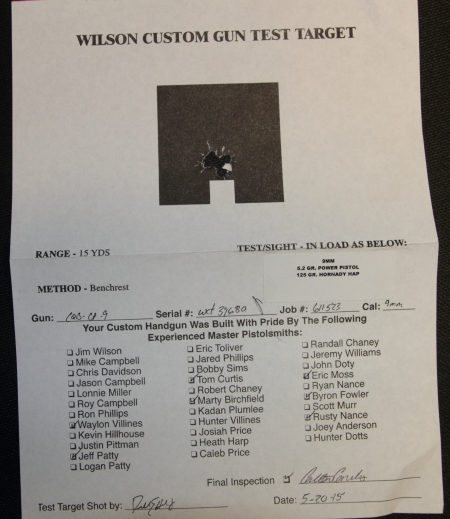 WILSON CUSTOM GUN TEST TARGET
RANGE - 15 YDS
TEST/SIGHT - IN LOAD AS BELOW:
9MM
5.2 GR. POWER PISTOL
125 GR. HORNADY HAP
METHOD - Benchrest
Gun: Serial #: WCT 37680 Job #: 611523 Cal: 9mm
Your Custom Handgun Was Built With Pride By The Following
Experienced Master Pistolsmiths:
Jim Wilson
Mike Campbell
Chris Davidson
Jason Campbell
Lonnie Miller
Roy Campbell
Ron Phillips
Waylon Villines
Kevin Hillhouse
Justin Pittman
Jeff Patty
Logan Patty
Eric Toliver
Jared Phillips
Bobby Sims
Tom Curtis
Robert Chaney
Marty Birchfield
Kadan Plumlee
Hunter Villines
Josiah Price
Heath Harp
Caleb Price
Randall Chaney
Jeremy Williams
John Doty
Eric Moss
Ryan Nance
Byron Fowler
Scott Murr
Rusty Nance
Joey Anderson
Hunter Dotts
Final Inspection
Test Target Shot by: Date: 5-20-15